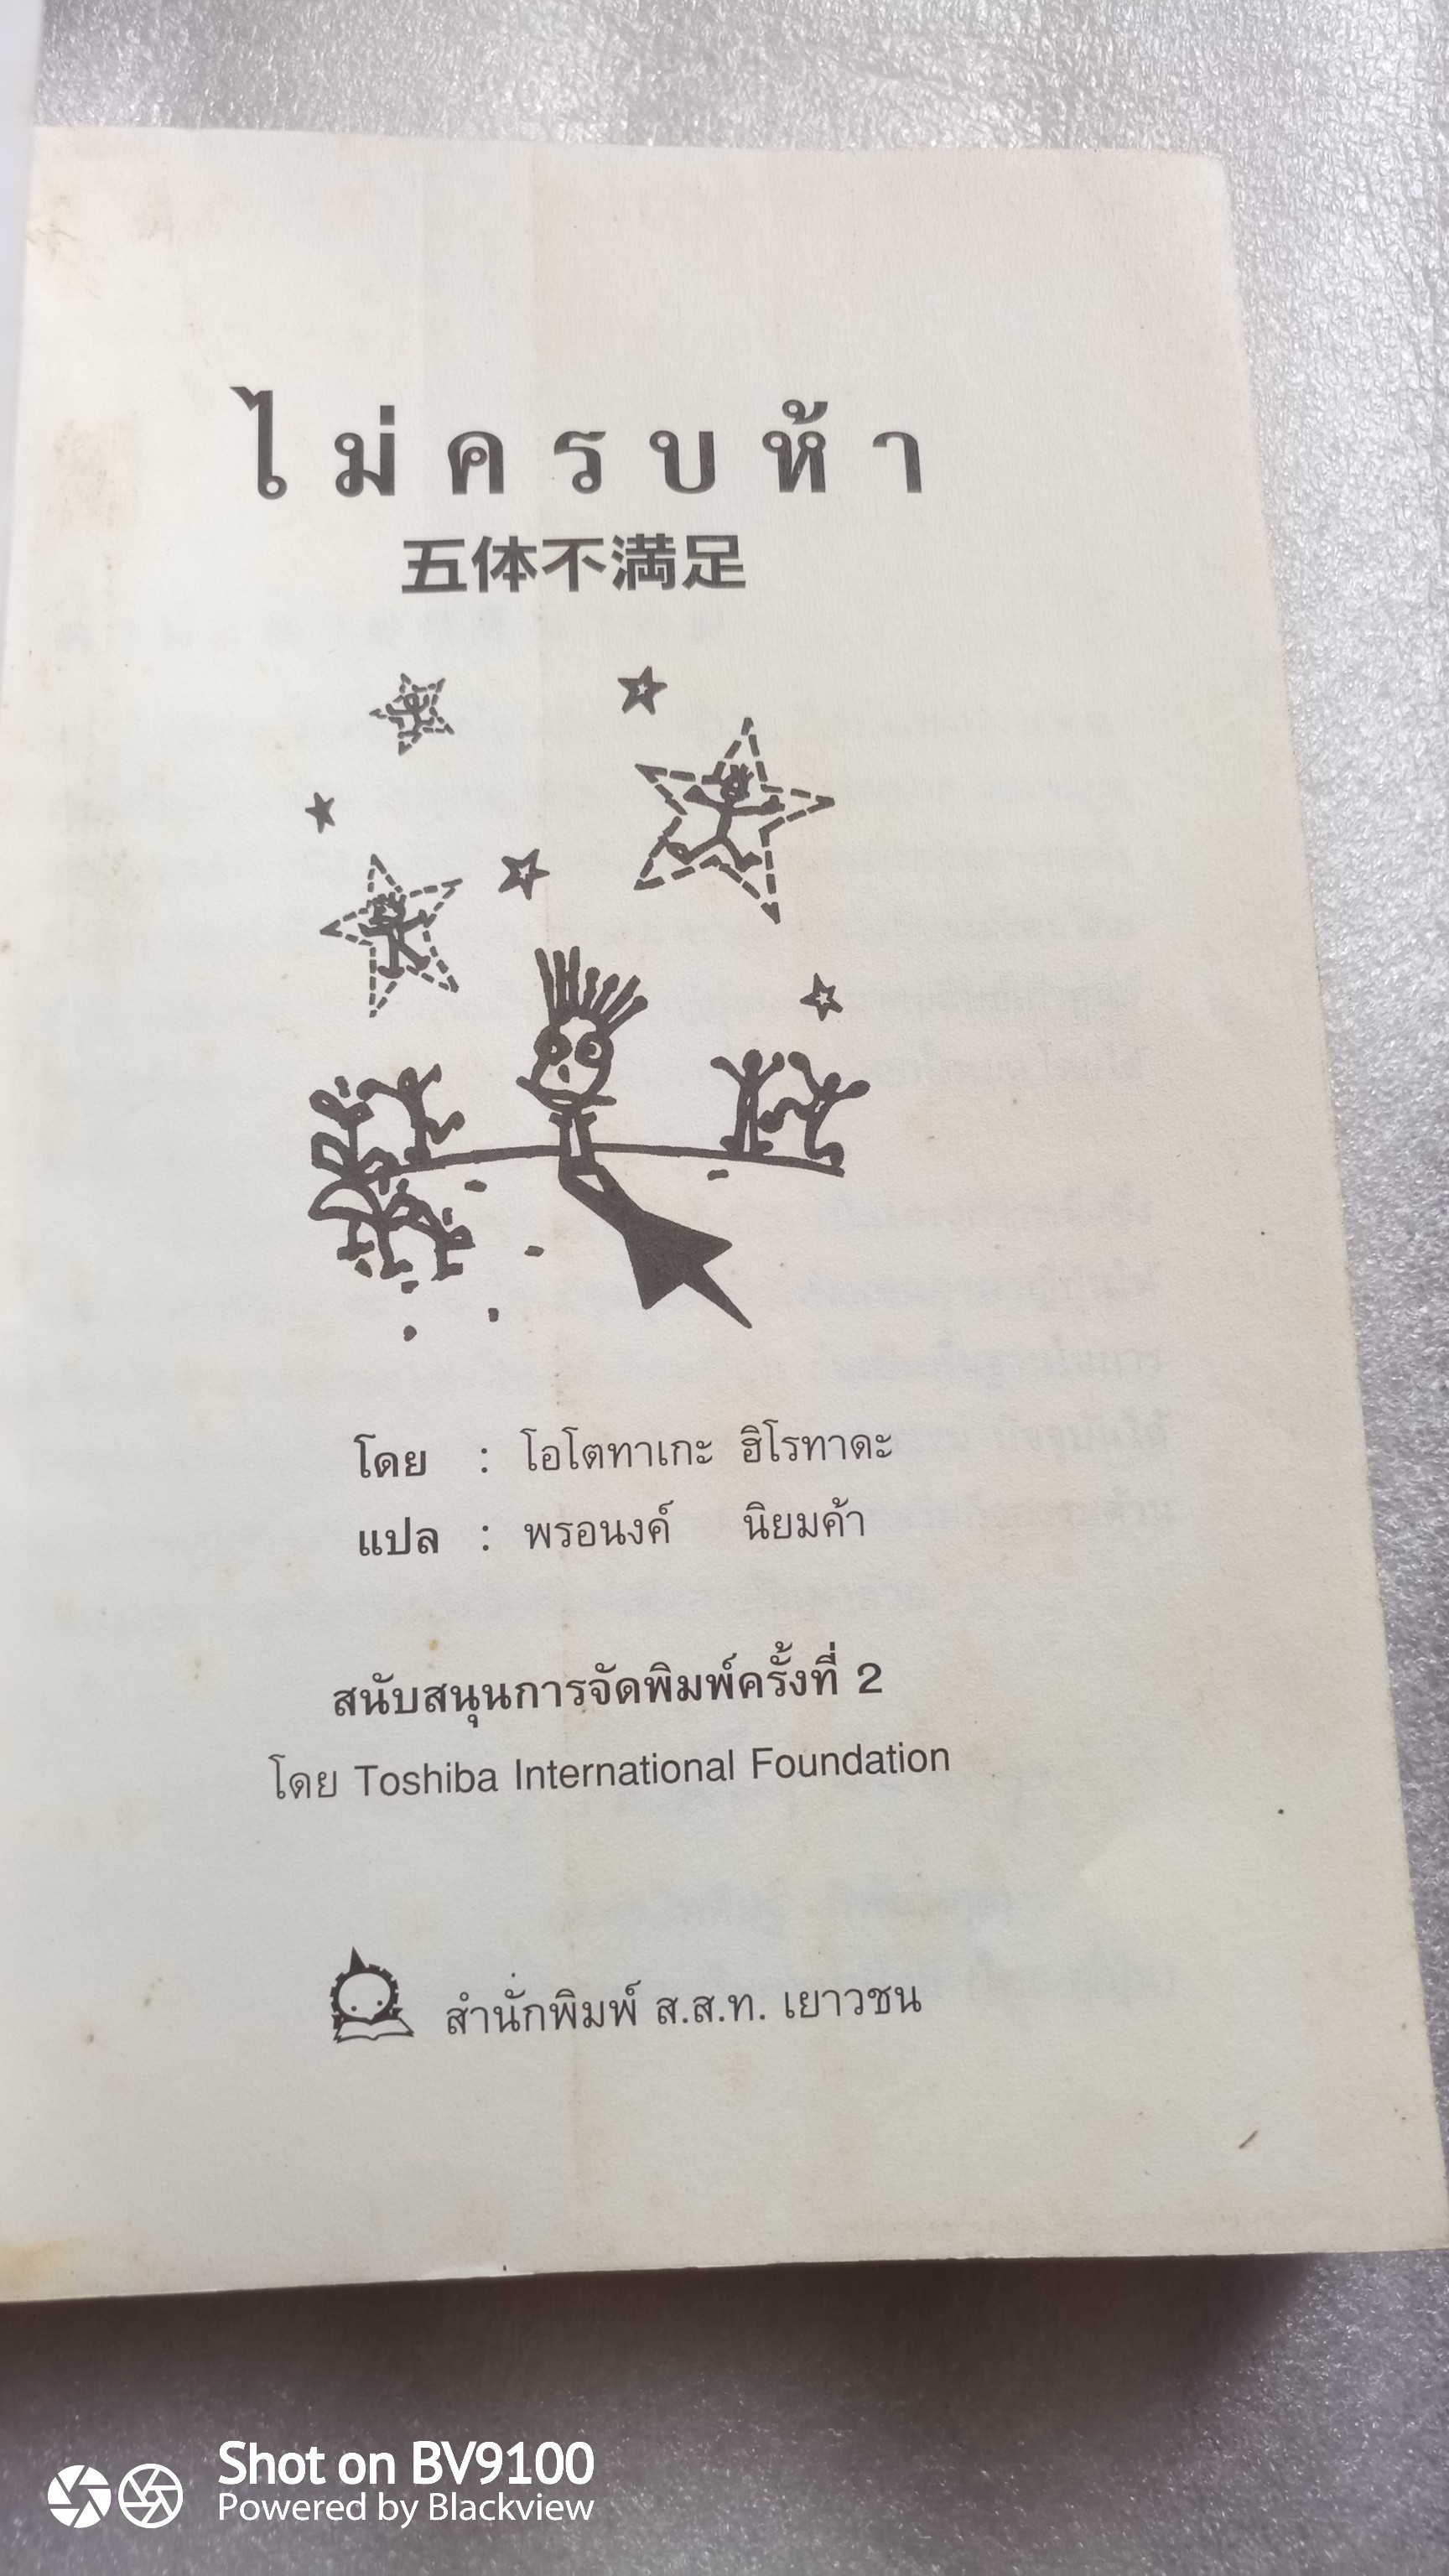 ไม่ครบห้า
五体不満足
โดย : โอโตทาเกะ ฮิโรทาดะ
แปล : พรอนงค์ นิยมค้า
สนับสนุนการจัดพิมพ์ครั้งที่ 2
โดย Toshiba International Foundation
สำนักพิมพ์ ส.ส.ท. เยาวชน
Shot on BV9100
Powered by Blackview